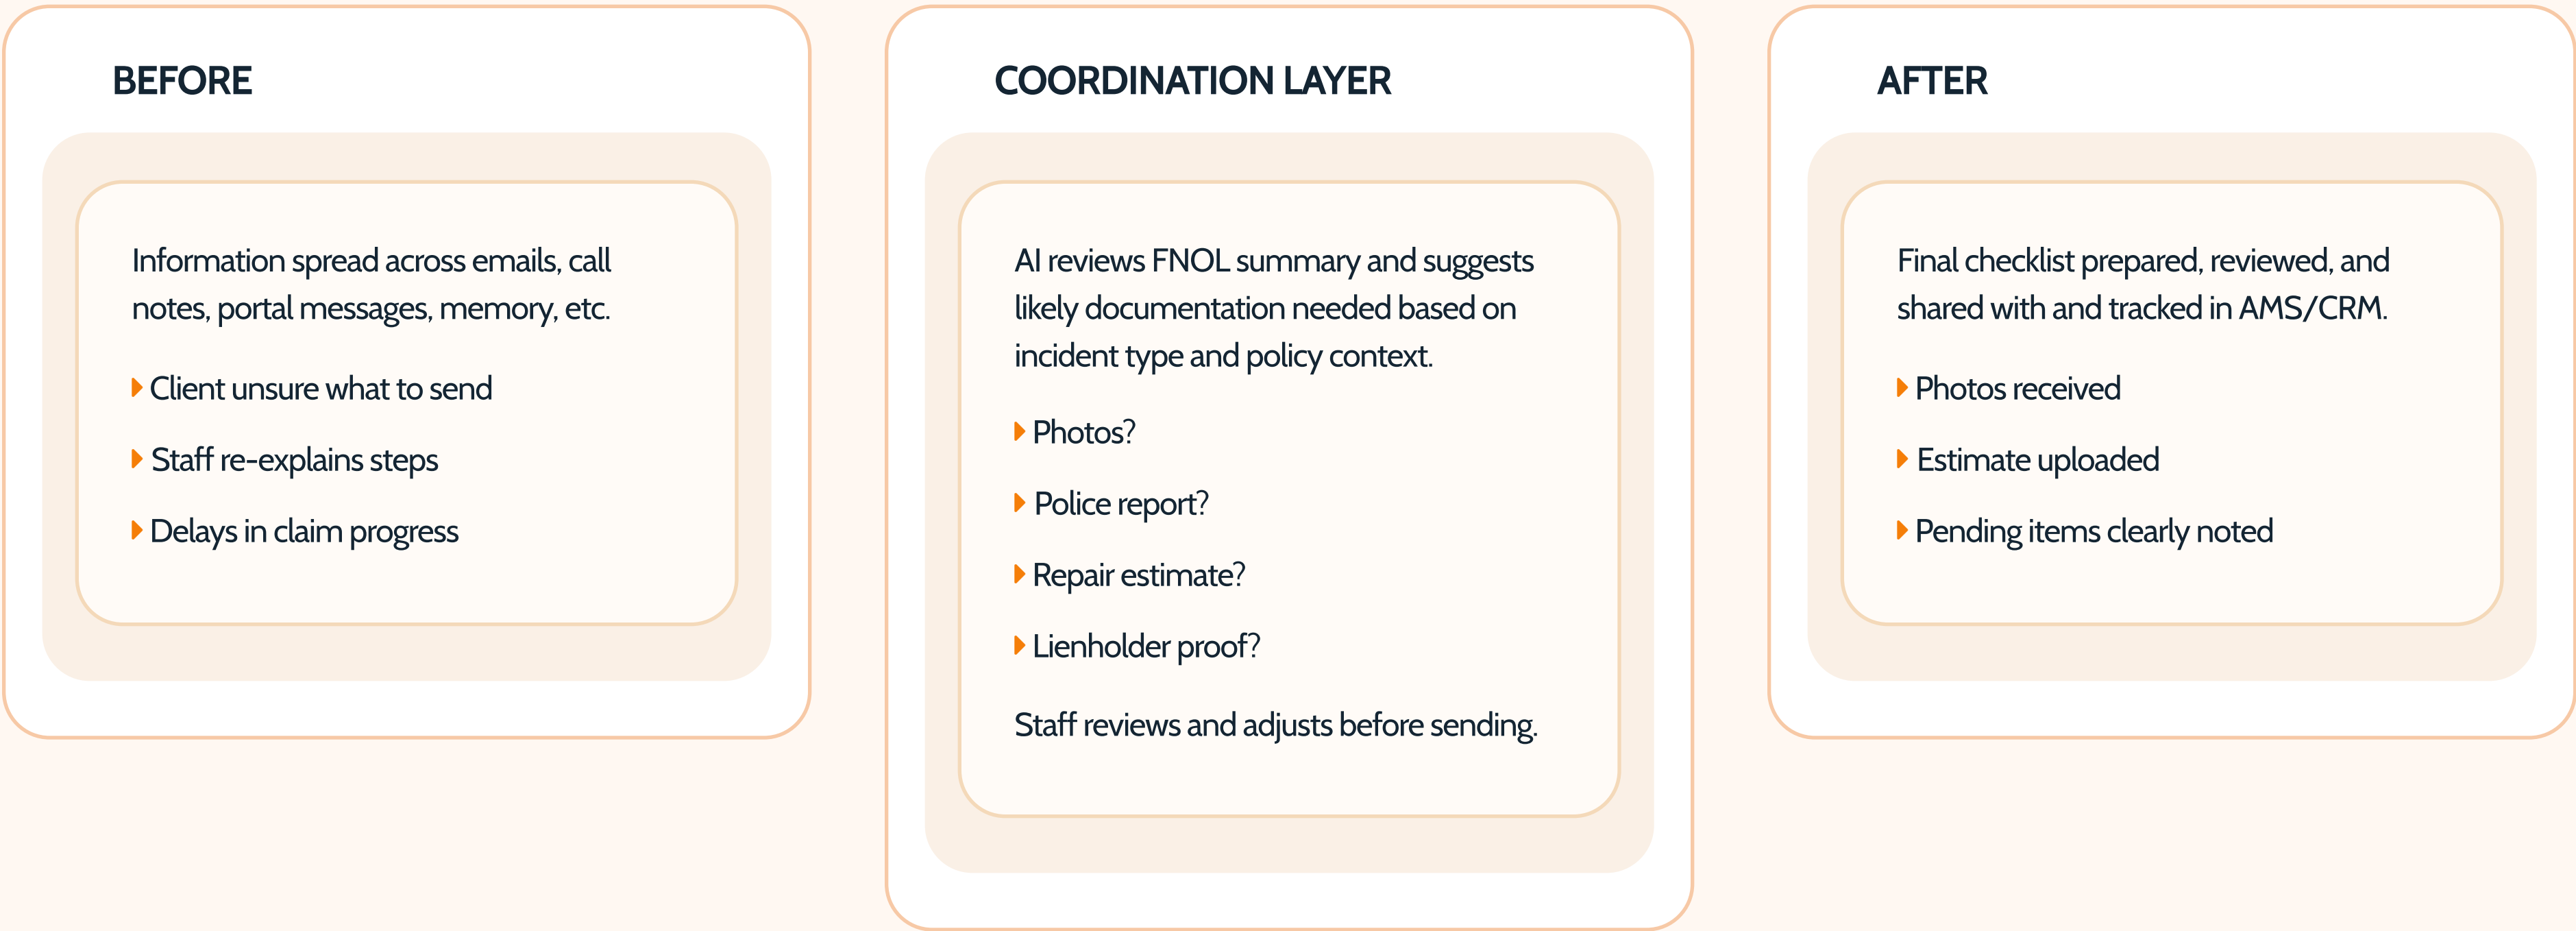 BEFORE
Information spread across emails, call
notes, portal messages, memory, etc.
Client unsure what to send
Staff re-explains steps
Delays in claim progress
COORDINATION LAYER
AI reviews FNOL summary and suggests
likely documentation needed based on
incident type and policy context.
Photos?
Police report?
Repair estimate?
Lienholder proof?
Staff reviews and adjusts before sending.
AFTER
Final checklist prepared, reviewed, and
shared with and tracked in AMS/CRM.
Photos received
Estimate uploaded
Pending items clearly noted